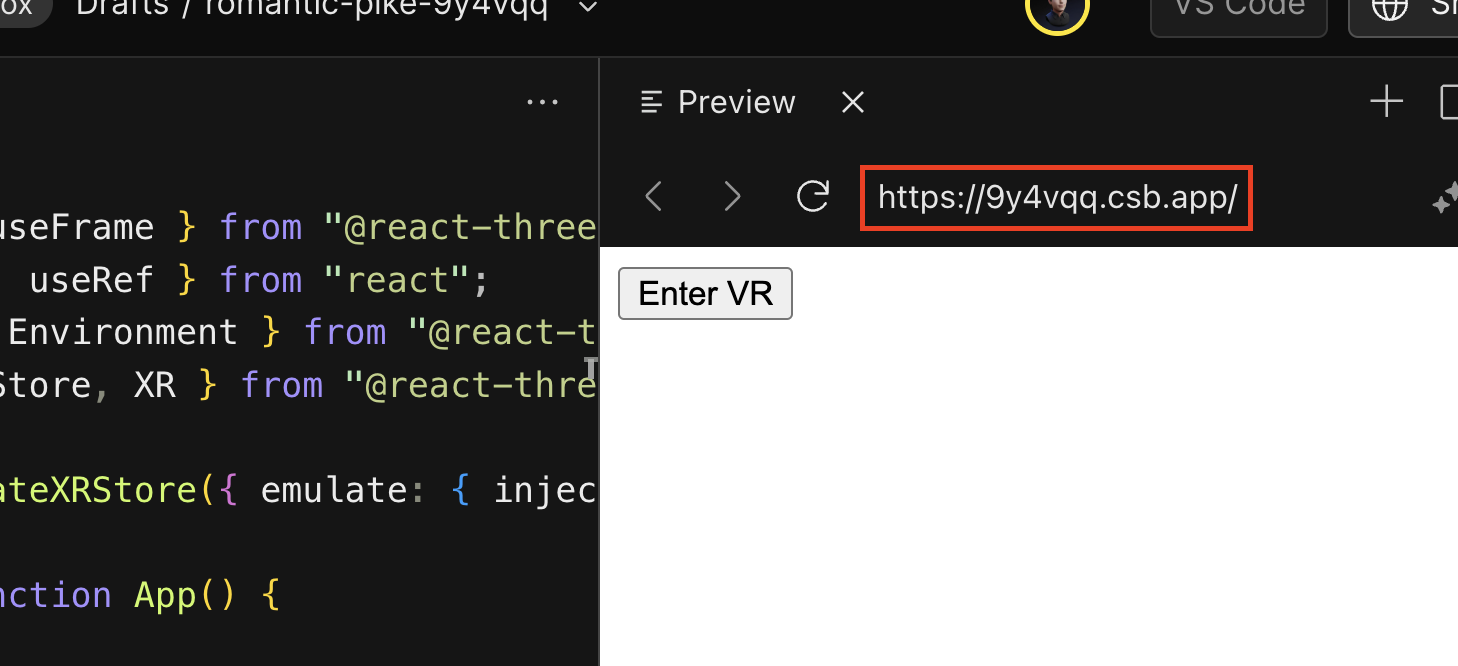 ox Drafts / romantic-pike-9y4vqq VS Code Sh
Preview
https://9y4vqq.csb.app/
Enter VR
useFrame } from "@react-three
useRef } from "react";
Environment } from "@react-t
Store, XR } from "@react-thre
ateXRStore({ emulate: { injec
nction App() {